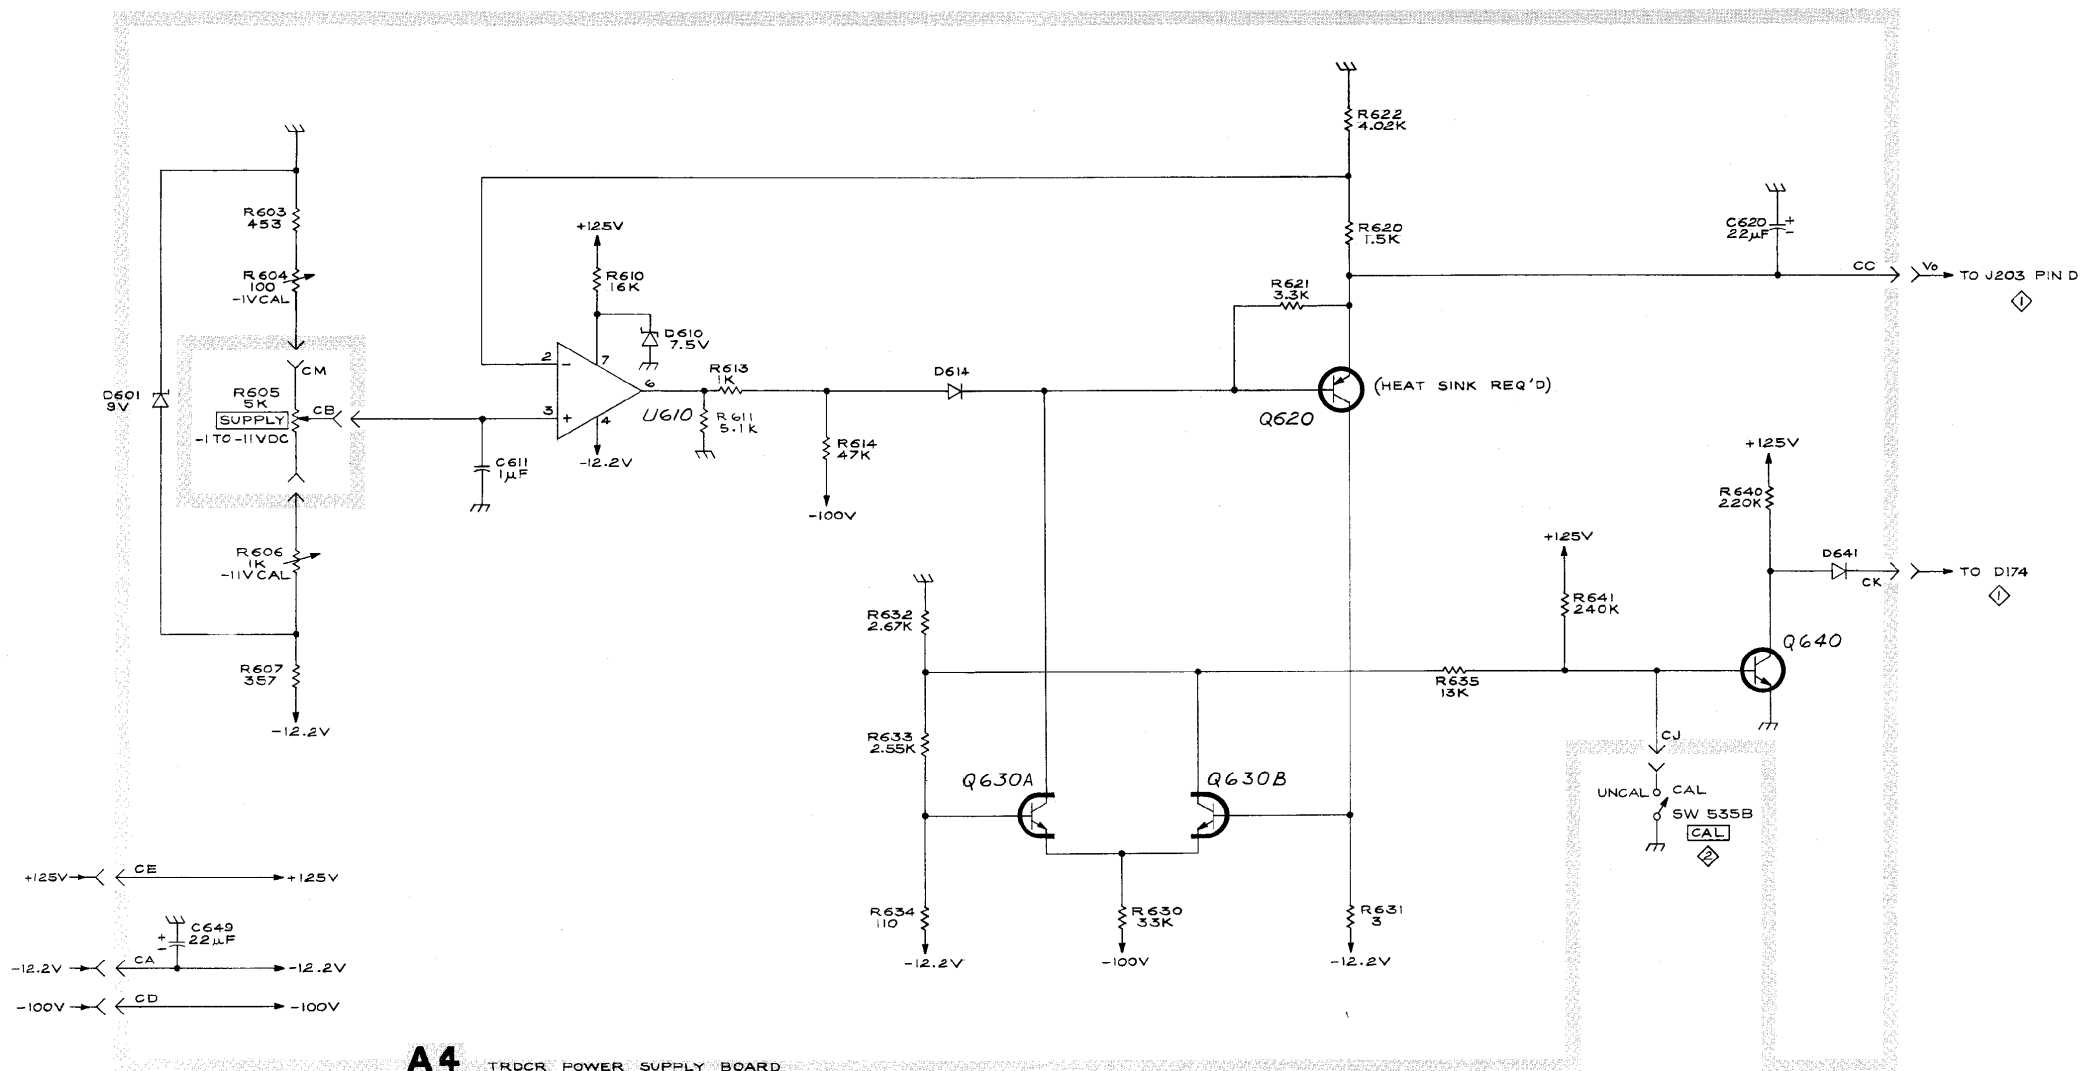 R622
4.02K
R603
453
R620
1.5K
C620
22µF
+
-
+125V
R604
100
-1V CAL
R610
16K
R621
3.3K
CC
Vo
TO J203 PIN D
1
D610
7.5V
CM
2
-
7
R613
1K
D614
6
D601
9V
R605
5K
SUPPLY
-1 TO -11VDC
CB
3
+
4
U610
R611
5.1K
(HEAT SINK REQ'D)
Q620
-12.2V
R614
47K
C611
1µF
-100V
+125V
R640
220K
+125V
R606
1K
-11V CAL
D641
CK
TO D174
1
R641
240K
R632
2.67K
Q640
R607
357
-12.2V
R635
13K
R633
2.55K
CJ
Q630A
Q630B
UNCAL
CAL
SW 535B
CAL
2
+125V
CE
+125V
R634
110
R630
33K
R631
3
C649
22µF
+
-
-12.2V
CA
-12.2V
-12.2V
-100V
-12.2V
-100V
CD
-100V
A4 TRDCR POWER SUPPLY BOARD